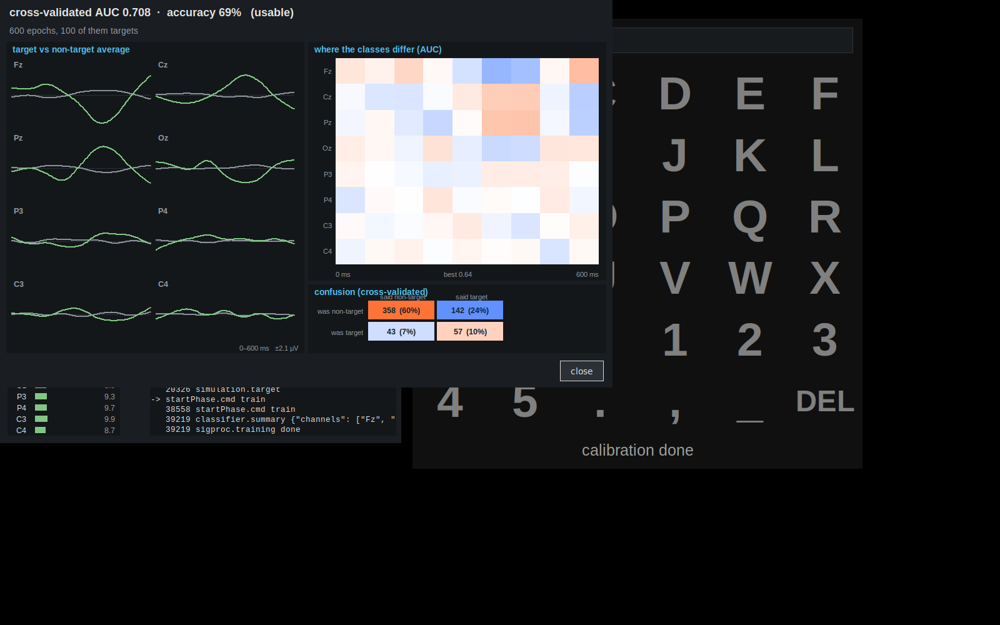 cross-validated AUC 0.708 · accuracy 69% (usable)
600 epochs, 100 of them targets
target vs non-target average
Fz
Cz
Pz
Oz
P3
P4
C3
C4
0–600 ms ±2.1 µV
where the classes differ (AUC)
Fz
Cz
Pz
Oz
P3
P4
C3
C4
0 ms best 0.64 600 ms
confusion (cross-validated)
said non-target said target
was non-target 358 (60%) 142 (24%)
was target 43 (7%) 57 (10%)
close
P3 9.3
P4 9.7
C3 9.9
C4 8.7
20326 simulation.target
-> startPhase.cmd train
38558 startPhase.cmd train
39219 classifier.summary {"channels": ["Fz", "
39219 sigproc.training done
D E F
J K L
P Q R
V W X
1 2 3
4 5 . , _ DEL
calibration done